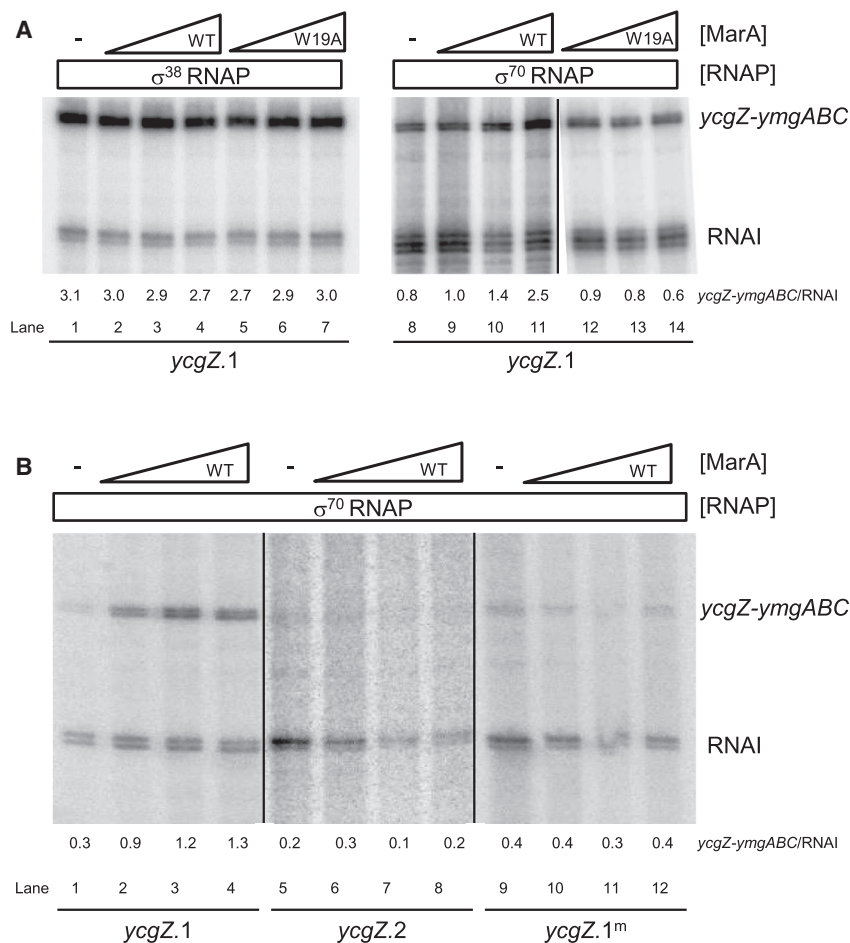 A
- WT W19A - WT W19A [MarA]
σ38 RNAP σ70 RNAP [RNAP]
ycgZ-ymgABC
RNAI
3.1 3.0 2.9 2.7 2.7 2.9 3.0 0.8 1.0 1.4 2.5 0.9 0.8 0.6 ycgZ-ymgABC/RNAI
Lane 1 2 3 4 5 6 7 8 9 10 11 12 13 14
ycgZ.1 ycgZ.1
B
- WT - WT - WT [MarA]
σ70 RNAP [RNAP]
ycgZ-ymgABC
RNAI
0.3 0.9 1.2 1.3 0.2 0.3 0.1 0.2 0.4 0.4 0.3 0.4 ycgZ-ymgABC/RNAI
Lane 1 2 3 4 5 6 7 8 9 10 11 12
ycgZ.1 ycgZ.2 ycgZ.1m